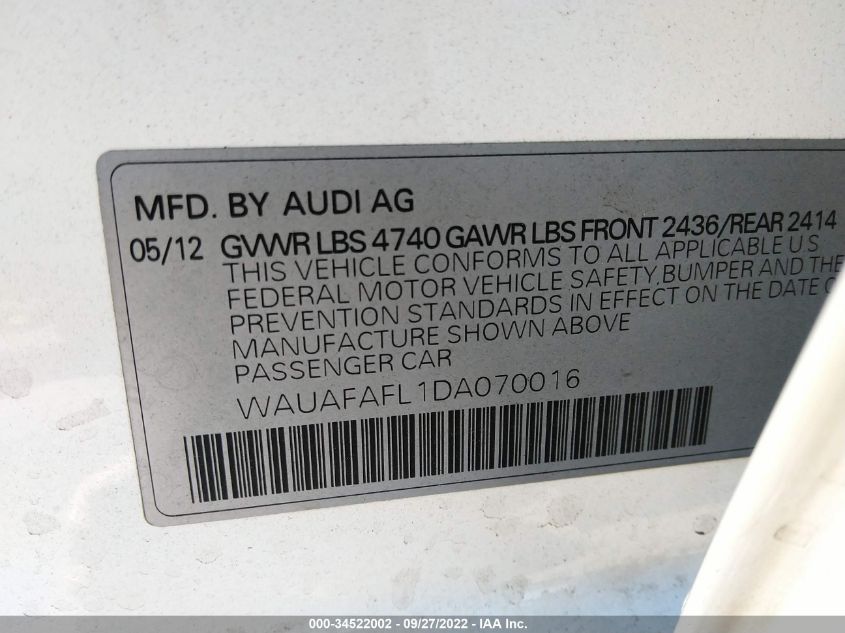 MFD. BY AUDI AG
05/12 GVWR LBS 4740 GAWR LBS FRONT 2436/REAR 2414
THIS VEHICLE CONFORMS TO ALL APPLICABLE U S
FEDERAL MOTOR VEHICLE SAFETY, BUMPER AND THE
PREVENTION STANDARDS IN EFFECT ON THE DATE O
MANUFACTURE SHOWN ABOVE
PASSENGER CAR
WAUAFAFL1DA070016
000-34522002 - 09/27/2022 - IAA Inc.